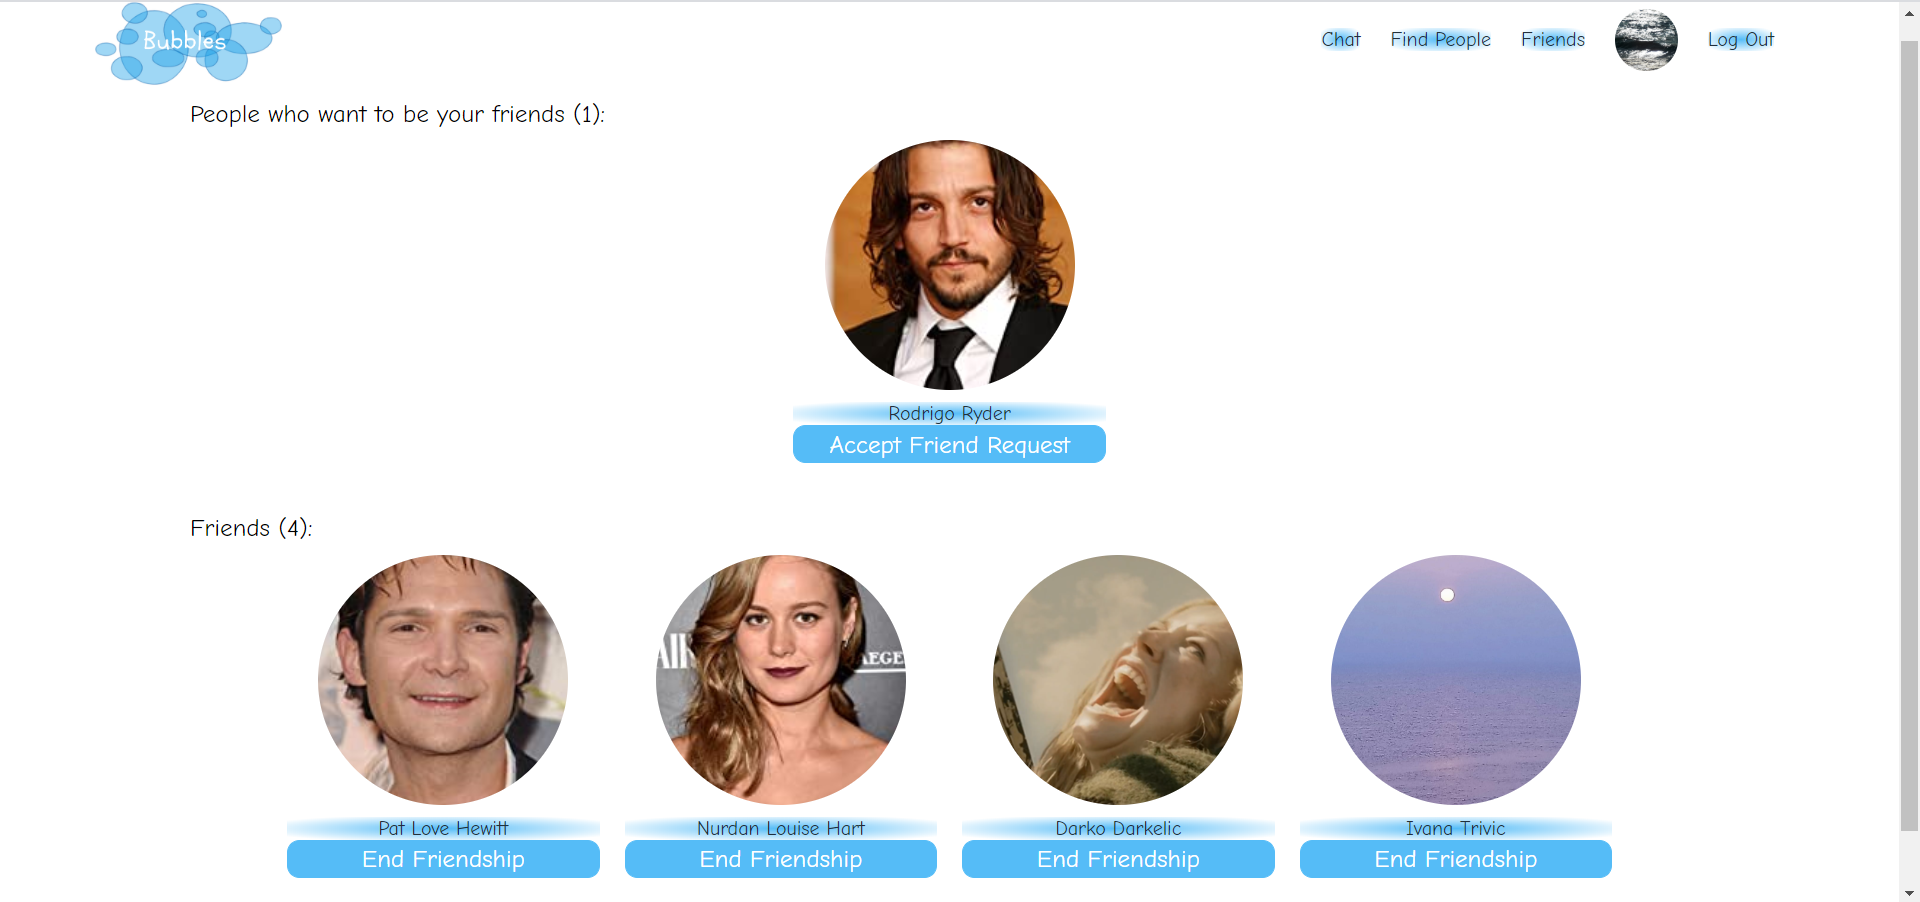 Bubbles
Chat Find People Friends Log Out
People who want to be your friends (1):
Rodrigo Ryder
Accept Friend Request
Friends (4):
AIR AEGE
Pat Love Hewitt Nurdan Louise Hart Darko Darkelic Ivana Trivic
End Friendship End Friendship End Friendship End Friendship